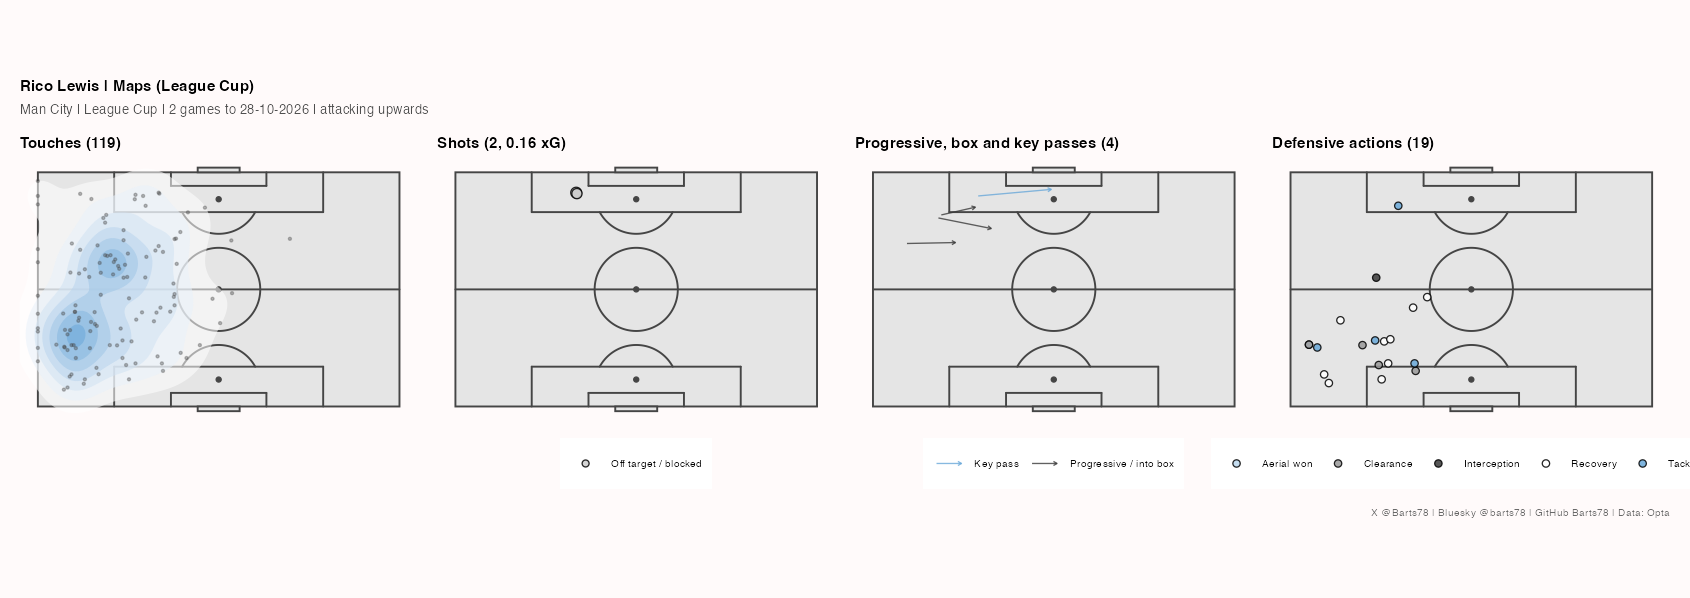 Rico Lewis | Maps (League Cup)
Man City | League Cup | 2 games to 28-10-2026 | attacking upwards
Touches (119)
Shots (2, 0.16 xG)
Progressive, box and key passes (4)
Defensive actions (19)
Off target / blocked
Key pass
Progressive / into box
Aerial won
Clearance
Interception
Recovery
Tack
X @Barts78 | Bluesky @barts78 | GitHub Barts78 | Data: Opta